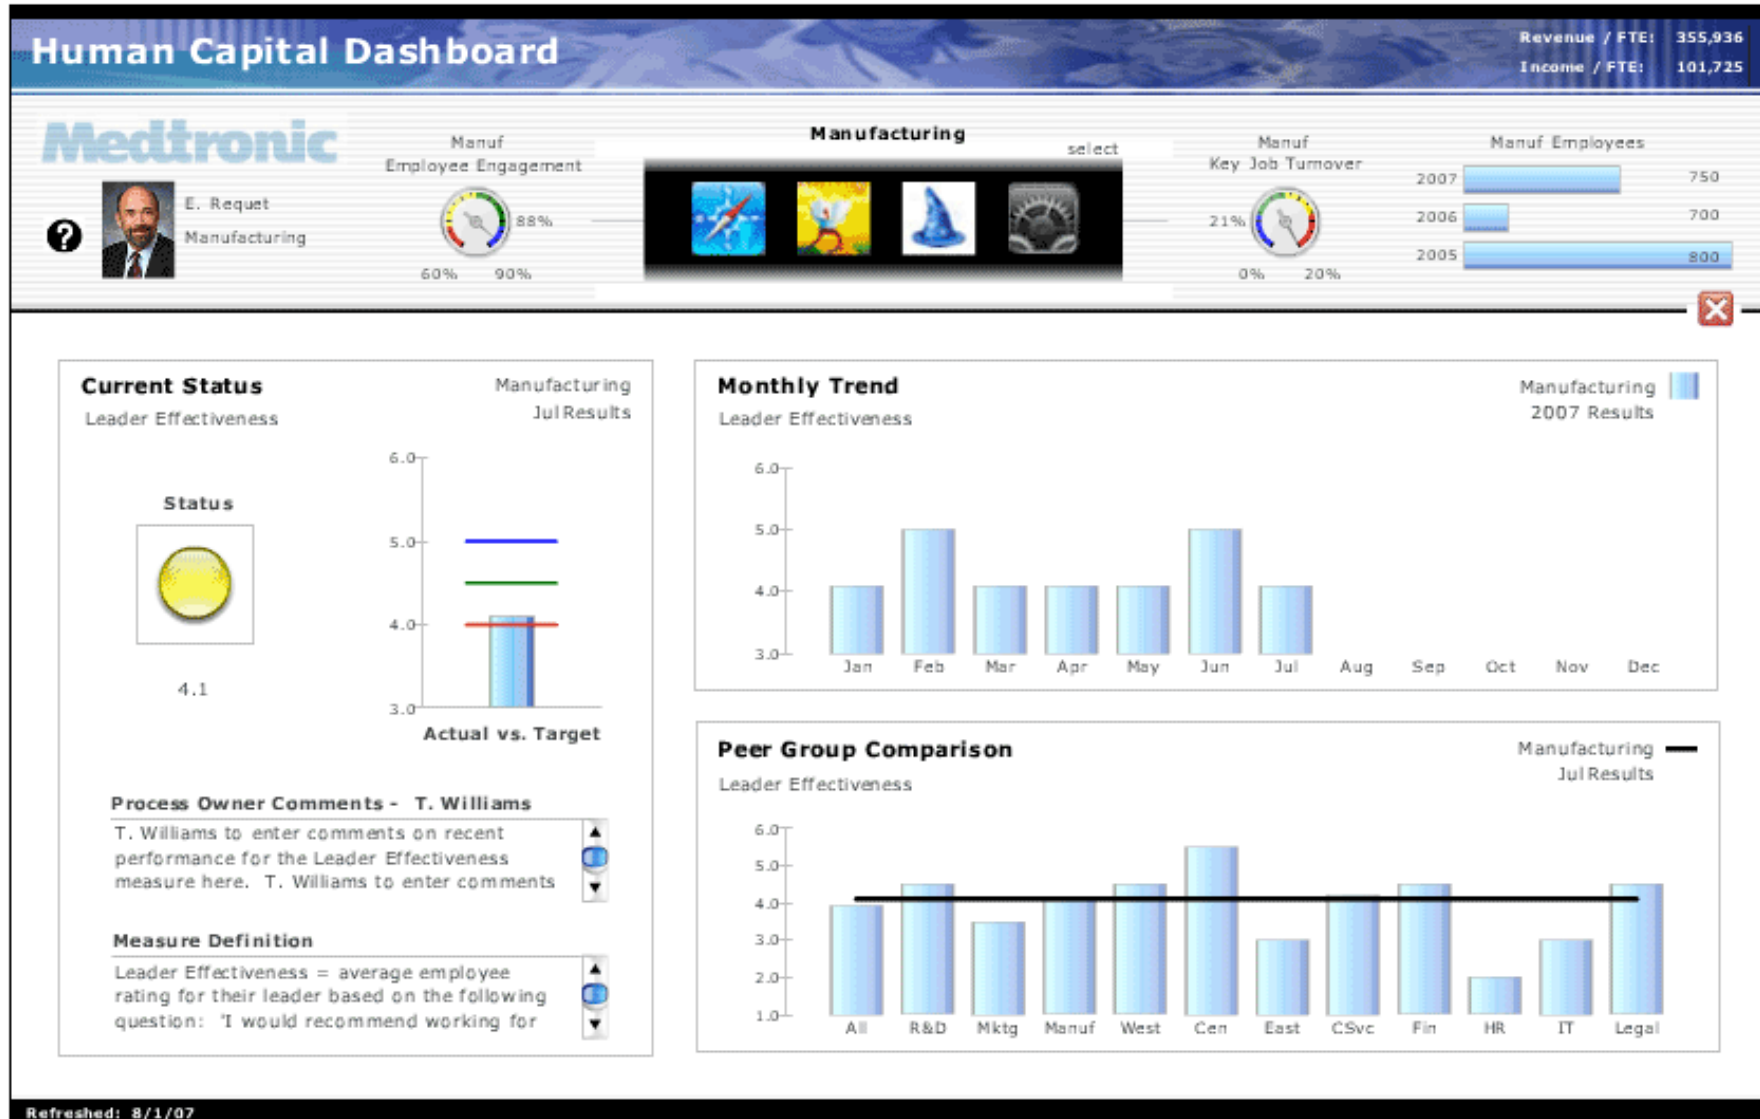 Human Capital Dashboard
Revenue / FTE: 355,936
Income / FTE: 101,725
Medtronic
E. Requet
Manufacturing
Manuf
Employee Engagement
88%
60% 90%
Manufacturing
select
Manuf
Key Job Turnover
21%
0% 20%
Manuf Employees
2007 750
2006 700
2005 800
Current Status
Leader Effectiveness
Manufacturing
Jul Results
Status
4.1
6.0
5.0
4.0
3.0
Actual vs. Target
Process Owner Comments - T. Williams
T. Williams to enter comments on recent
performance for the Leader Effectiveness
measure here. T. Williams to enter comments
Measure Definition
Leader Effectiveness = average employee
rating for their leader based on the following
question: "I would recommend working for
Monthly Trend
Leader Effectiveness
Manufacturing
2007 Results
6.0
5.0
4.0
3.0
Jan Feb Mar Apr May Jun Jul Aug Sep Oct Nov Dec
Peer Group Comparison
Leader Effectiveness
Manufacturing
Jul Results
6.0
5.0
4.0
3.0
2.0
1.0
All R&D Mktg Manuf West Cen East CSvc Fin HR IT Legal
Refreshed: 8/1/07